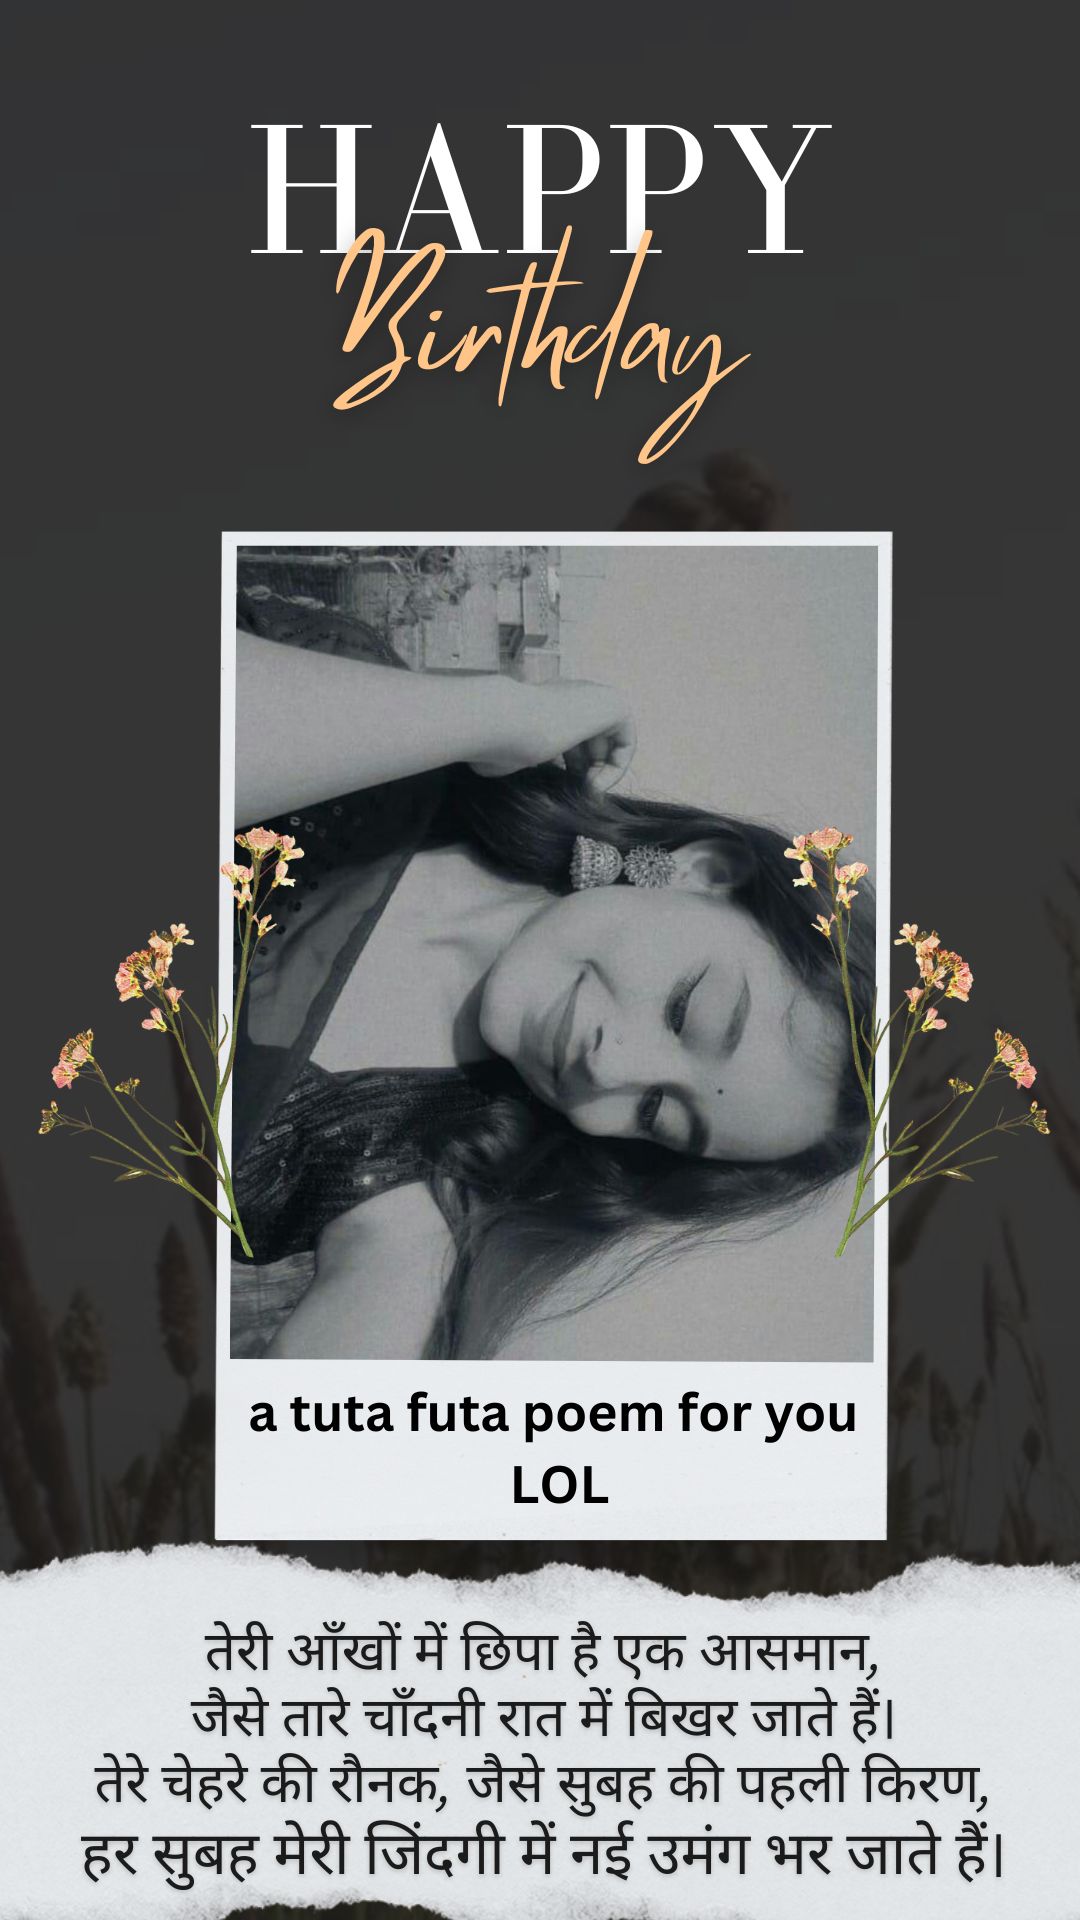 HAPPY
Birthday
a tuta futa poem for you
LOL
तेरी आँखों में छिपा है एक आसमान,
जैसे तारे चाँदनी रात में बिखर जाते हैं।
तेरे चेहरे की रौनक, जैसे सुबह की पहली किरण,
हर सुबह मेरी जिंदगी में नई उमंग भर जाते हैं।